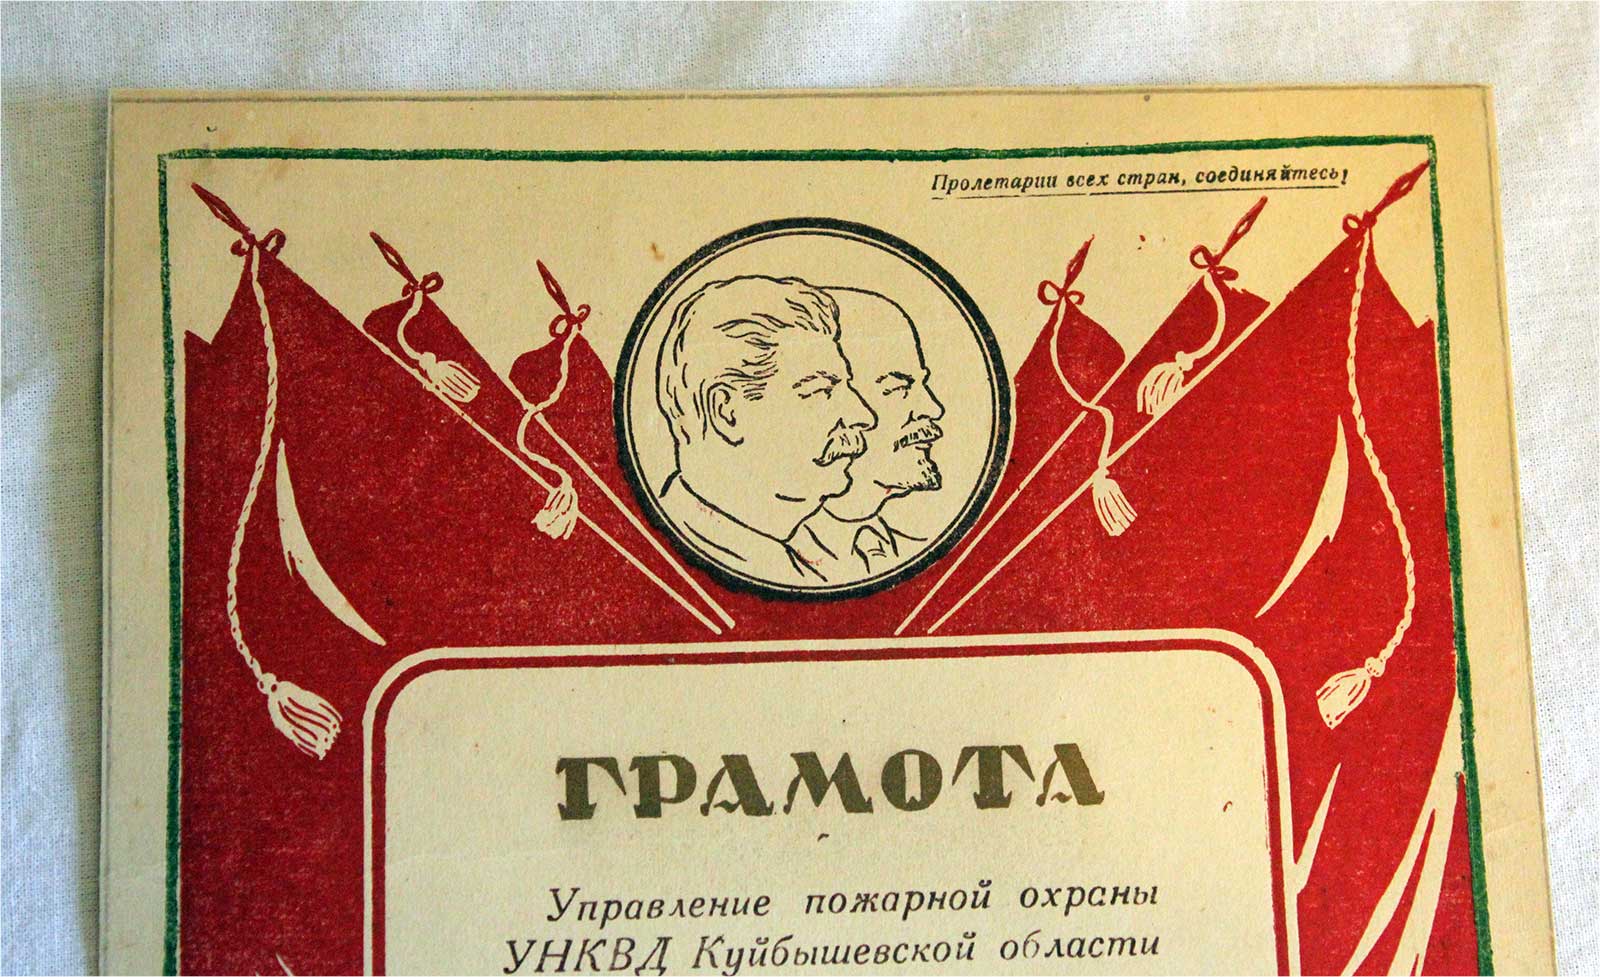 Пролетарии всех стран, соединяйтесь!
ГРАМОТА
Управление пожарной охраны
УНКВД Куйбышевской области